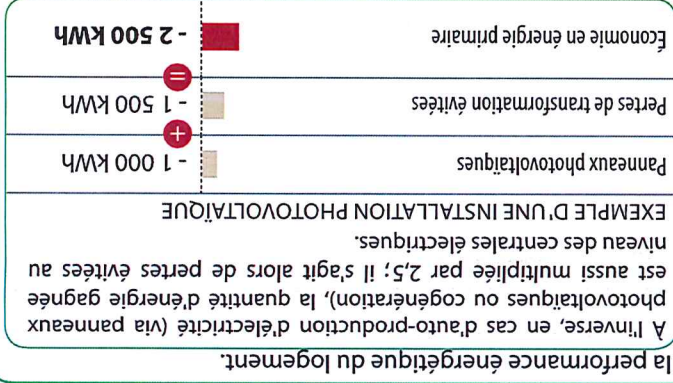 la performance énergétique du logement.
À l'inverse, en cas d'auto-production d'électricité (via panneaux
photovoltaïques ou cogénération), la quantité d'énergie gagnée
est aussi multipliée par 2,5; il s'agit alors de pertes évitées au
niveau des centrales électriques.
EXEMPLE D'UNE INSTALLATION PHOTOVOLTAÏQUE
Panneaux photovoltaïques - 1 000 kWh
+
Pertes de transformation évitées - 1 500 kWh
=
Économie en énergie primaire - 2 500 kWh